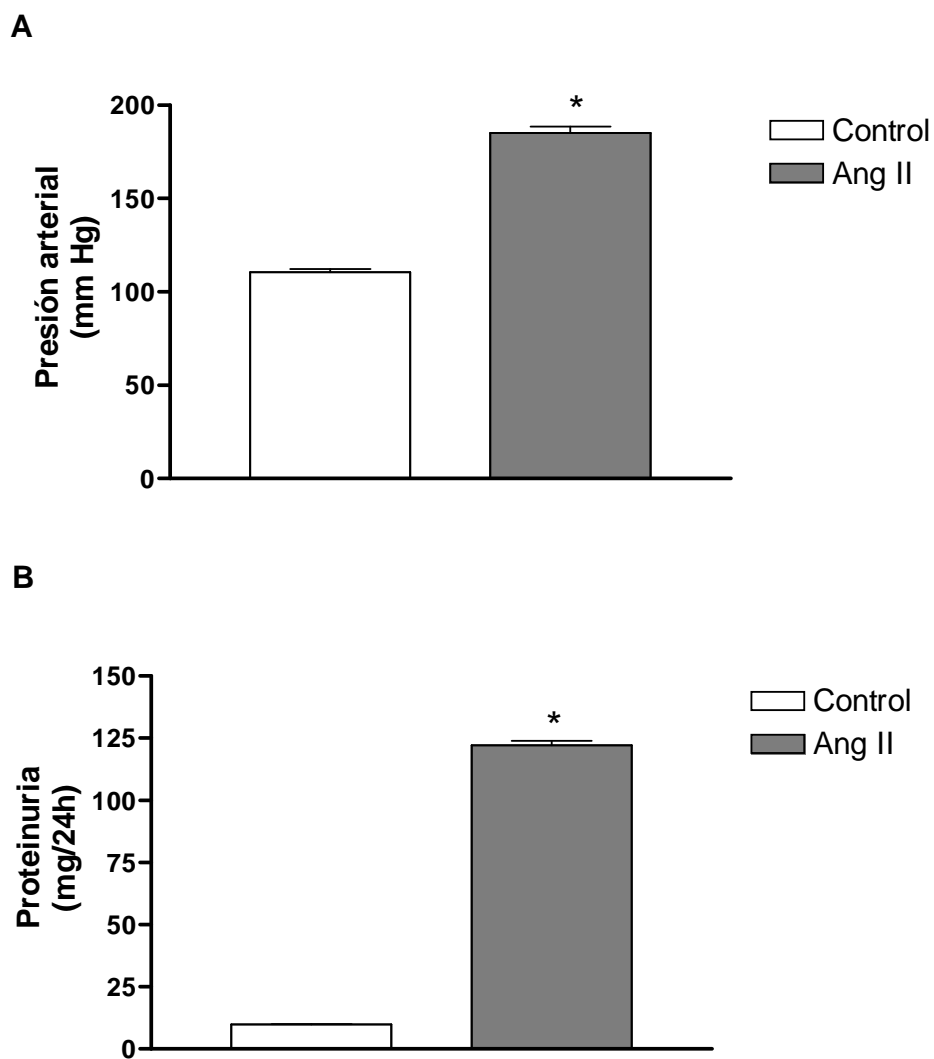 A
200
150
100
50
0
Presión arterial
(mm Hg)
*
Control
Ang II
B
150
125
100
75
50
25
0
Proteinuria
(mg/24h)
*
Control
Ang II